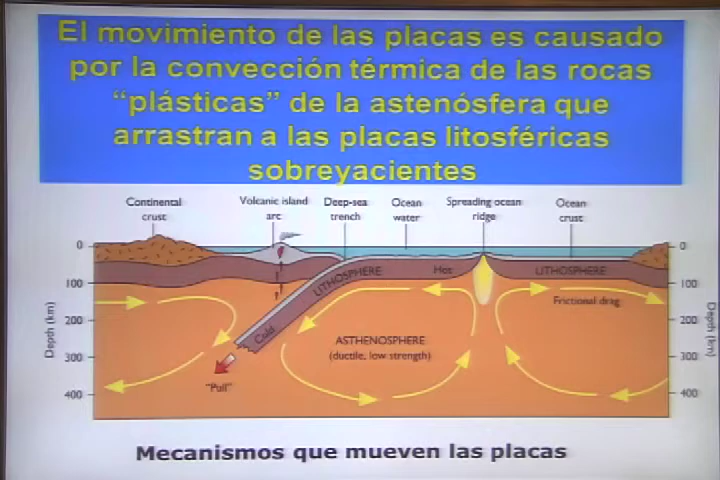 El movimiento de las placas es causado
por la convección térmica de las rocas
“plásticas” de la astenósfera que
arrastran a las placas litosféricas
sobreyacientes
Continental
crust
Volcanic island
arc
Deep-sea
trench
Ocean
water
Spreading ocean
ridge
Ocean
crust
0
100
200
300
400
Depth (km)
LITHOSPHERE
Hot
LITHOSPHERE
Frictional drag
Cold
ASTHENOSPHERE
(ductile, low strength)
"Pull"
0
100
200
300
400
Depth (km)
Mecanismos que mueven las placas